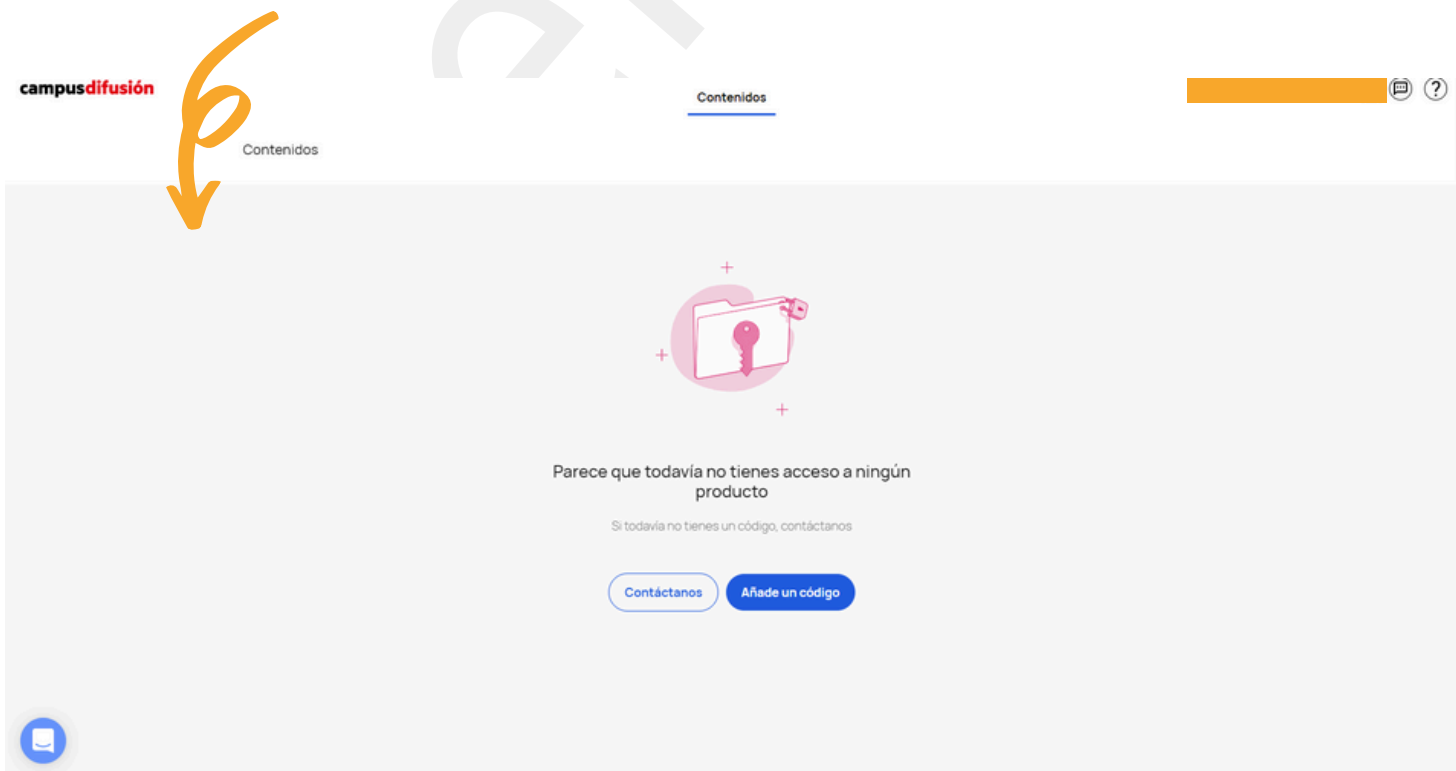 campusdifusión
Contenidos
Contenidos
Parece que todavía no tienes acceso a ningún
producto
Si todavía no tienes un código, contáctanos
Contáctanos
Añade un código